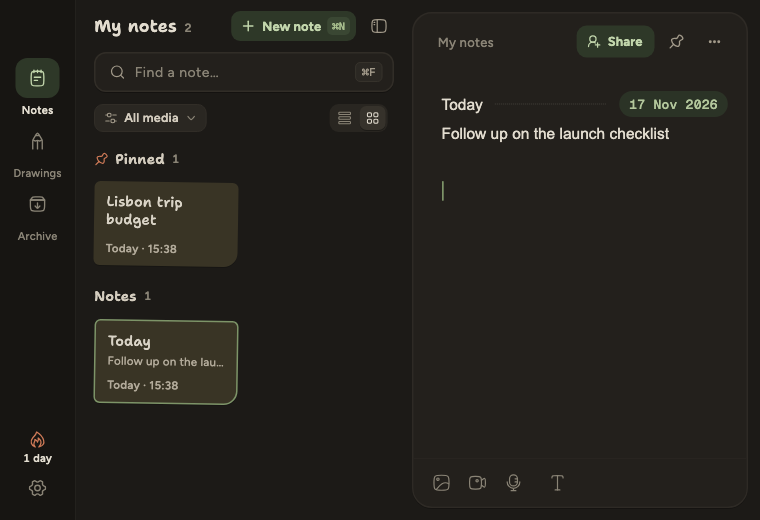 My notes 2
+ New note ⌘N
Find a note... ⌘F
All media
Pinned 1
Lisbon trip
budget
Today · 15:38
Notes 1
Today
Follow up on the lau...
Today · 15:38
Notes
Drawings
Archive
1 day
My notes
Share
Today
17 Nov 2026
Follow up on the launch checklist
T